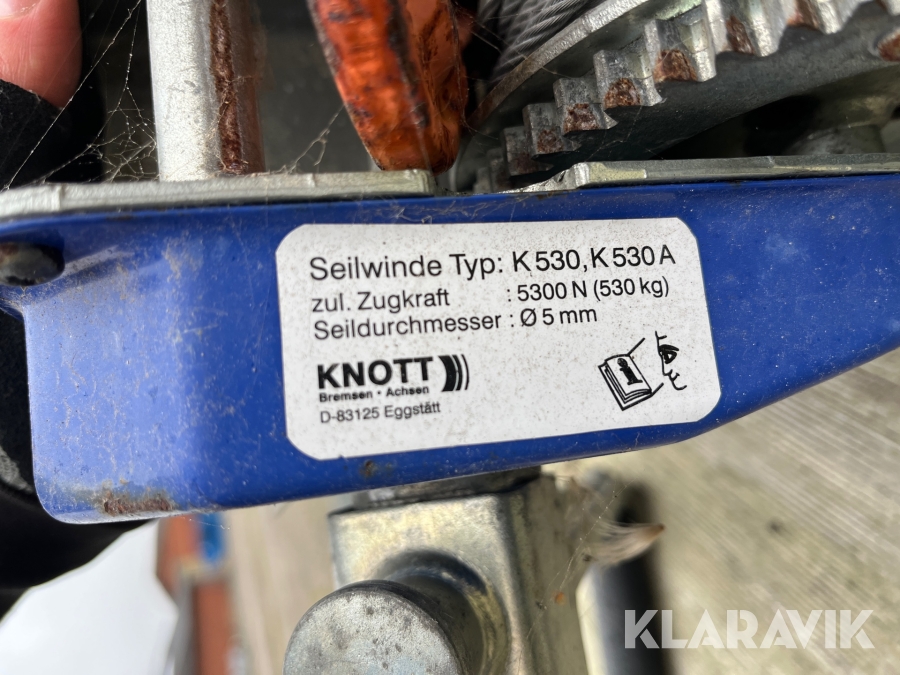 Seilwinde Typ: K 530, K 530 A
zul. Zugkraft : 5300 N (530 kg)
Seildurchmesser : Ø 5 mm
KNOTT
Bremsen • Achsen
D-83125 Eggstätt
KLARAVIK